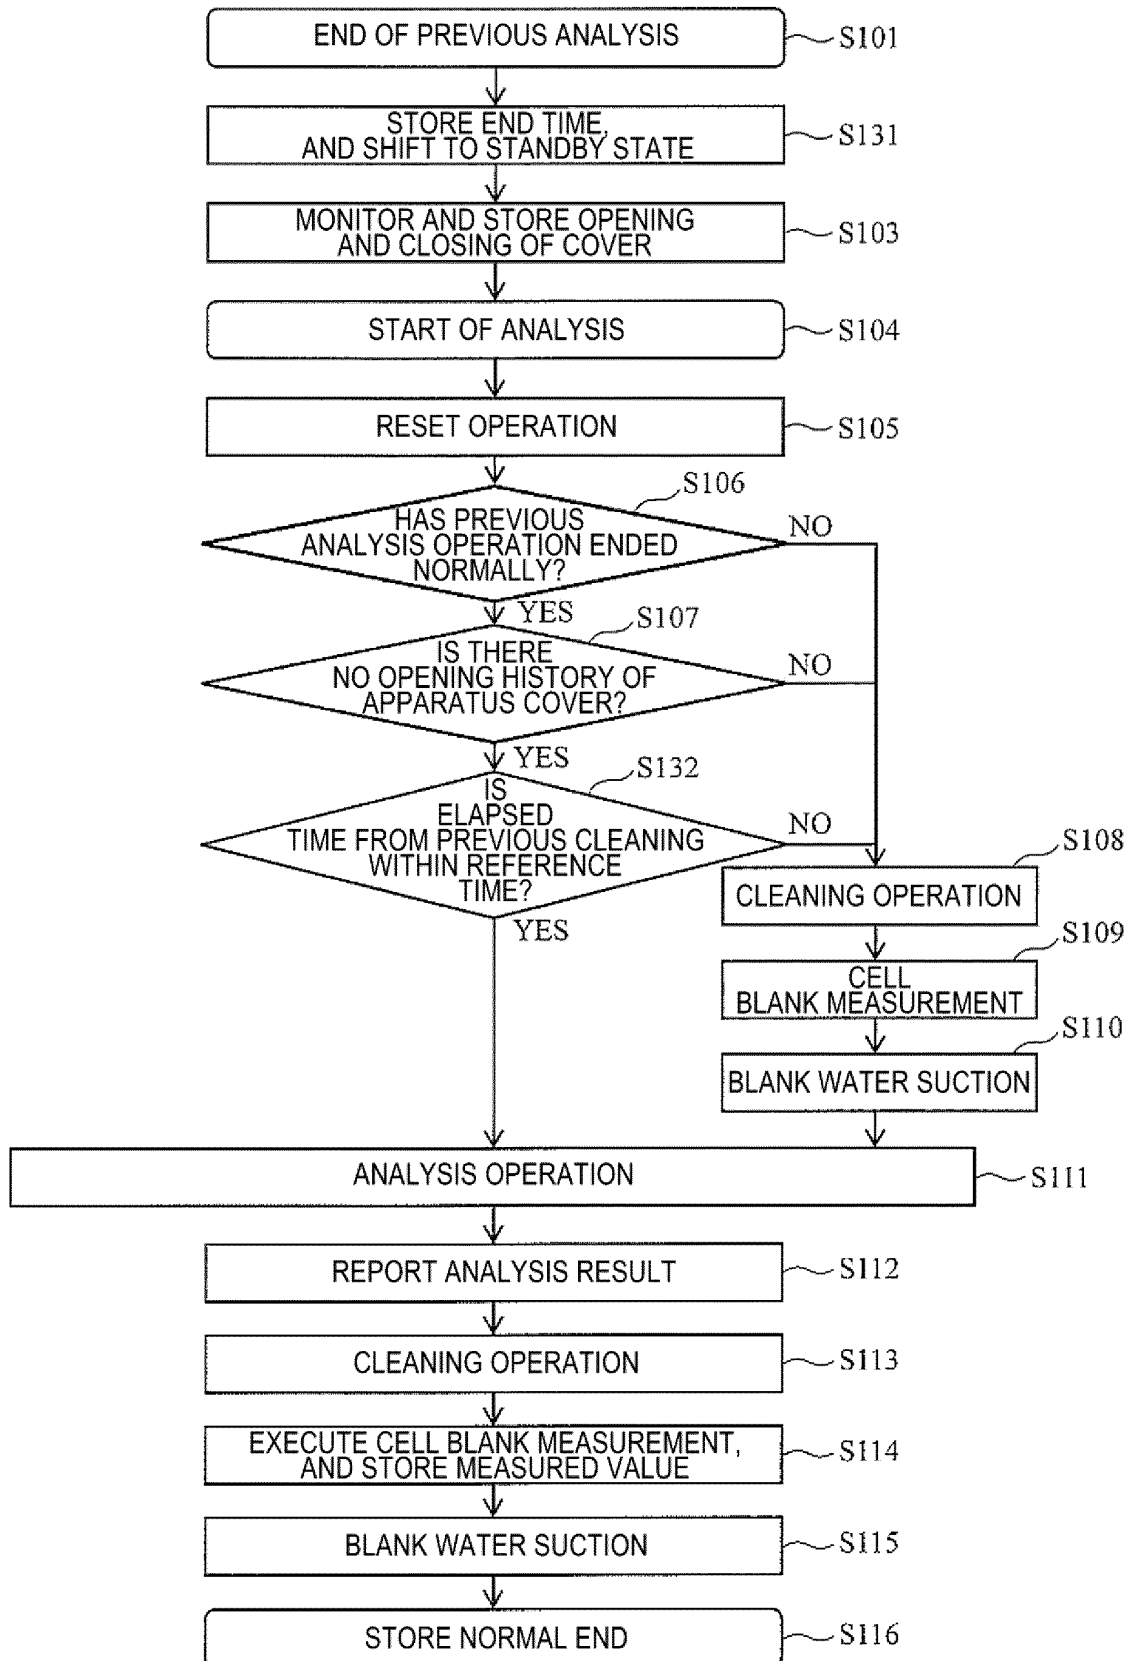 END OF PREVIOUS ANALYSIS
S101
STORE END TIME,
AND SHIFT TO STANDBY STATE
S131
MONITOR AND STORE OPENING
AND CLOSING OF COVER
S103
START OF ANALYSIS
S104
RESET OPERATION
S105
S106
HAS PREVIOUS
ANALYSIS OPERATION ENDED
NORMALLY?
NO
YES
S107
IS THERE
NO OPENING HISTORY OF
APPARATUS COVER?
NO
YES
S132
IS
ELAPSED
TIME FROM PREVIOUS CLEANING
WITHIN REFERENCE
TIME?
NO
YES
S108
CLEANING OPERATION
S109
CELL
BLANK MEASUREMENT
S110
BLANK WATER SUCTION
ANALYSIS OPERATION
S111
REPORT ANALYSIS RESULT
S112
CLEANING OPERATION
S113
EXECUTE CELL BLANK MEASUREMENT,
AND STORE MEASURED VALUE
S114
BLANK WATER SUCTION
S115
STORE NORMAL END
S116